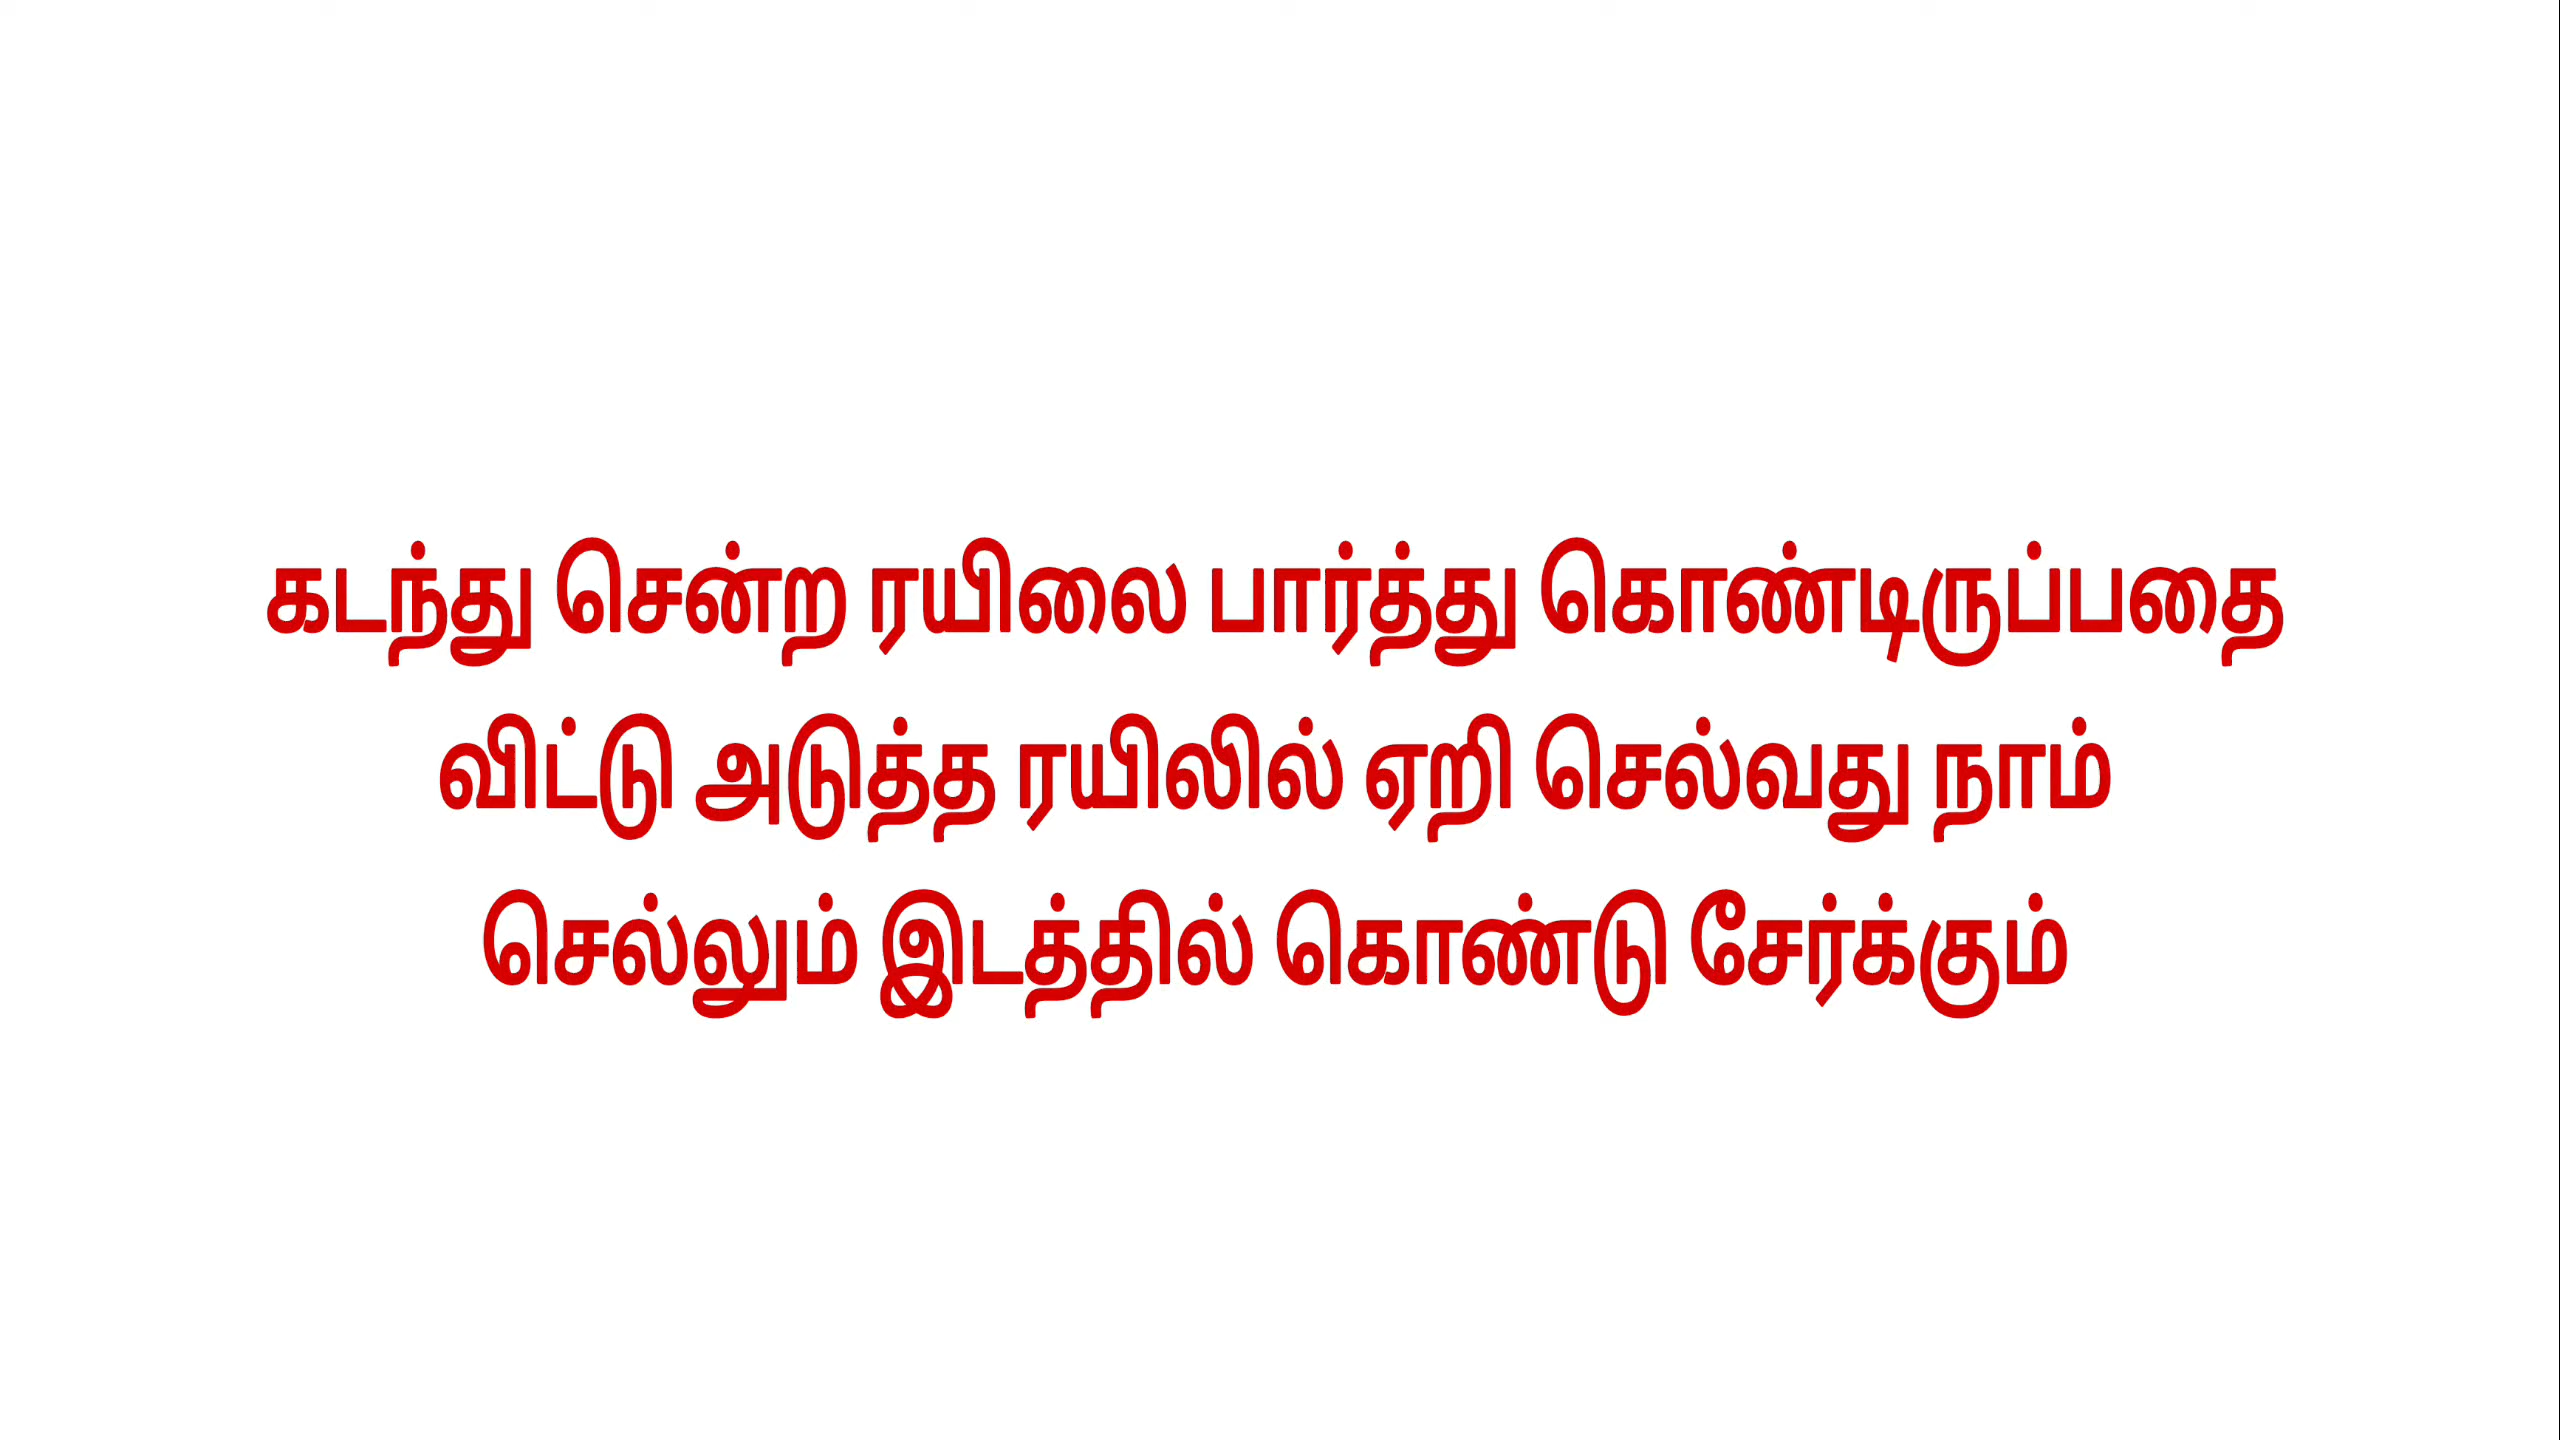 கடந்து சென்ற ரயிலை பார்த்து கொண்டிருப்பதை
விட்டு அடுத்த ரயிலில் ஏறி செல்வது நாம்
செல்லும் இடத்தில் கொண்டு சேர்க்கும்